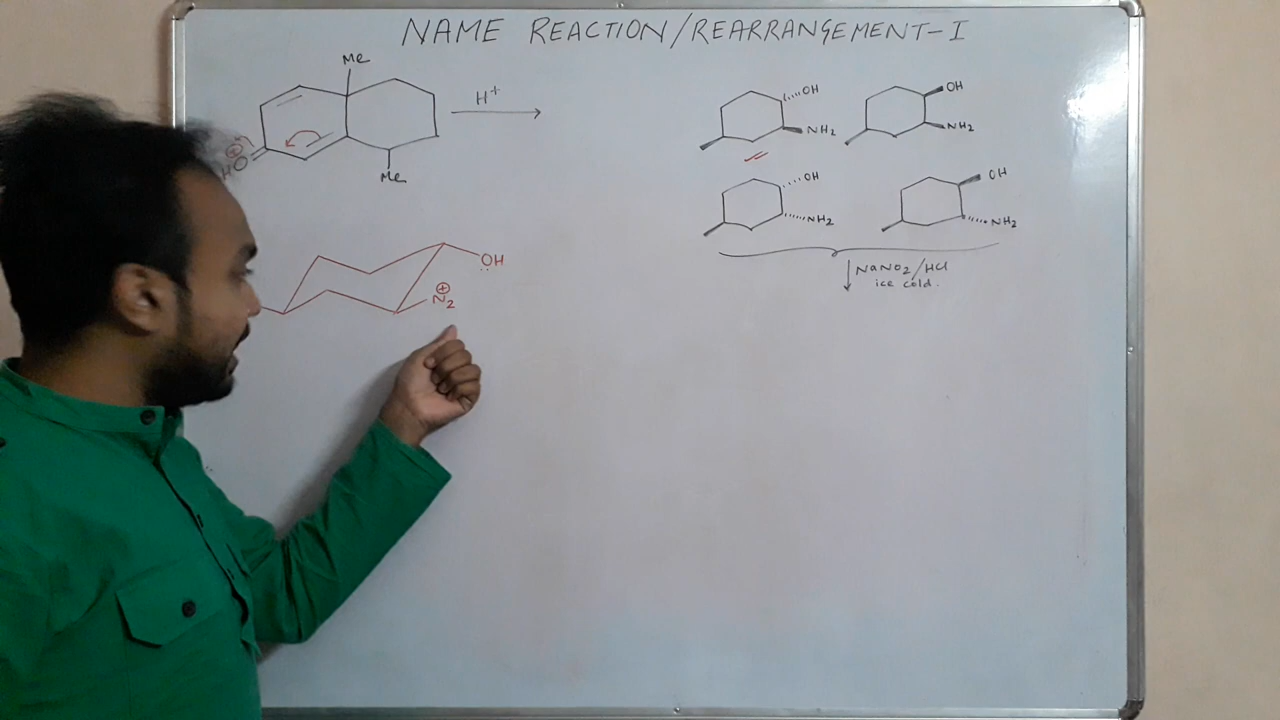 NAME REACTION/REARRANGEMENT-I
Me
H⁺
HO
⊕
Me
OH
NH₂
OH
NH₂
OH
NH₂
OH
NH₂
NaNO₂/HCl
ice cold.
OH
⊕
N₂